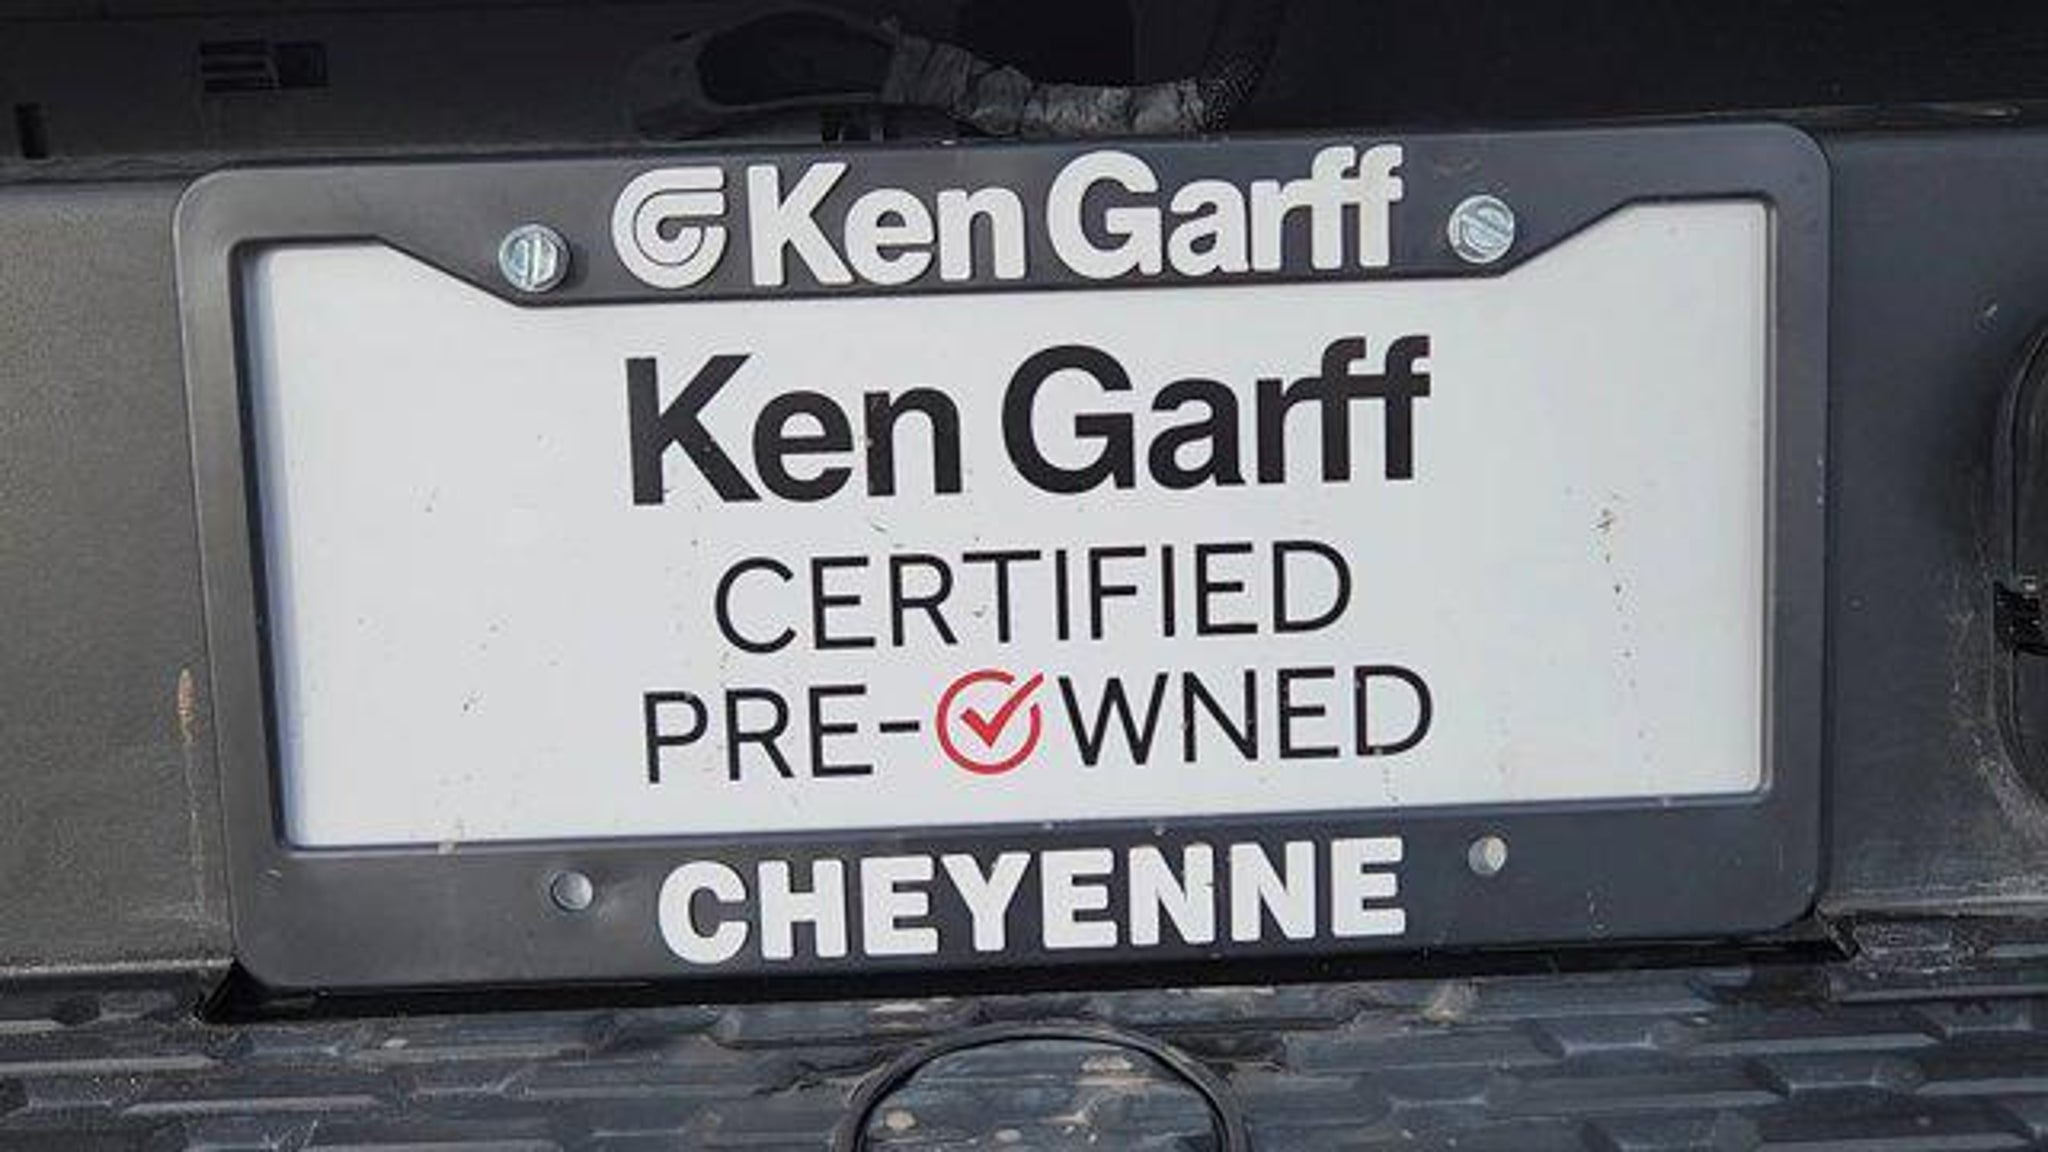 Ken Garff
Ken Garff
CERTIFIED
PRE-OWNED
CHEYENNE